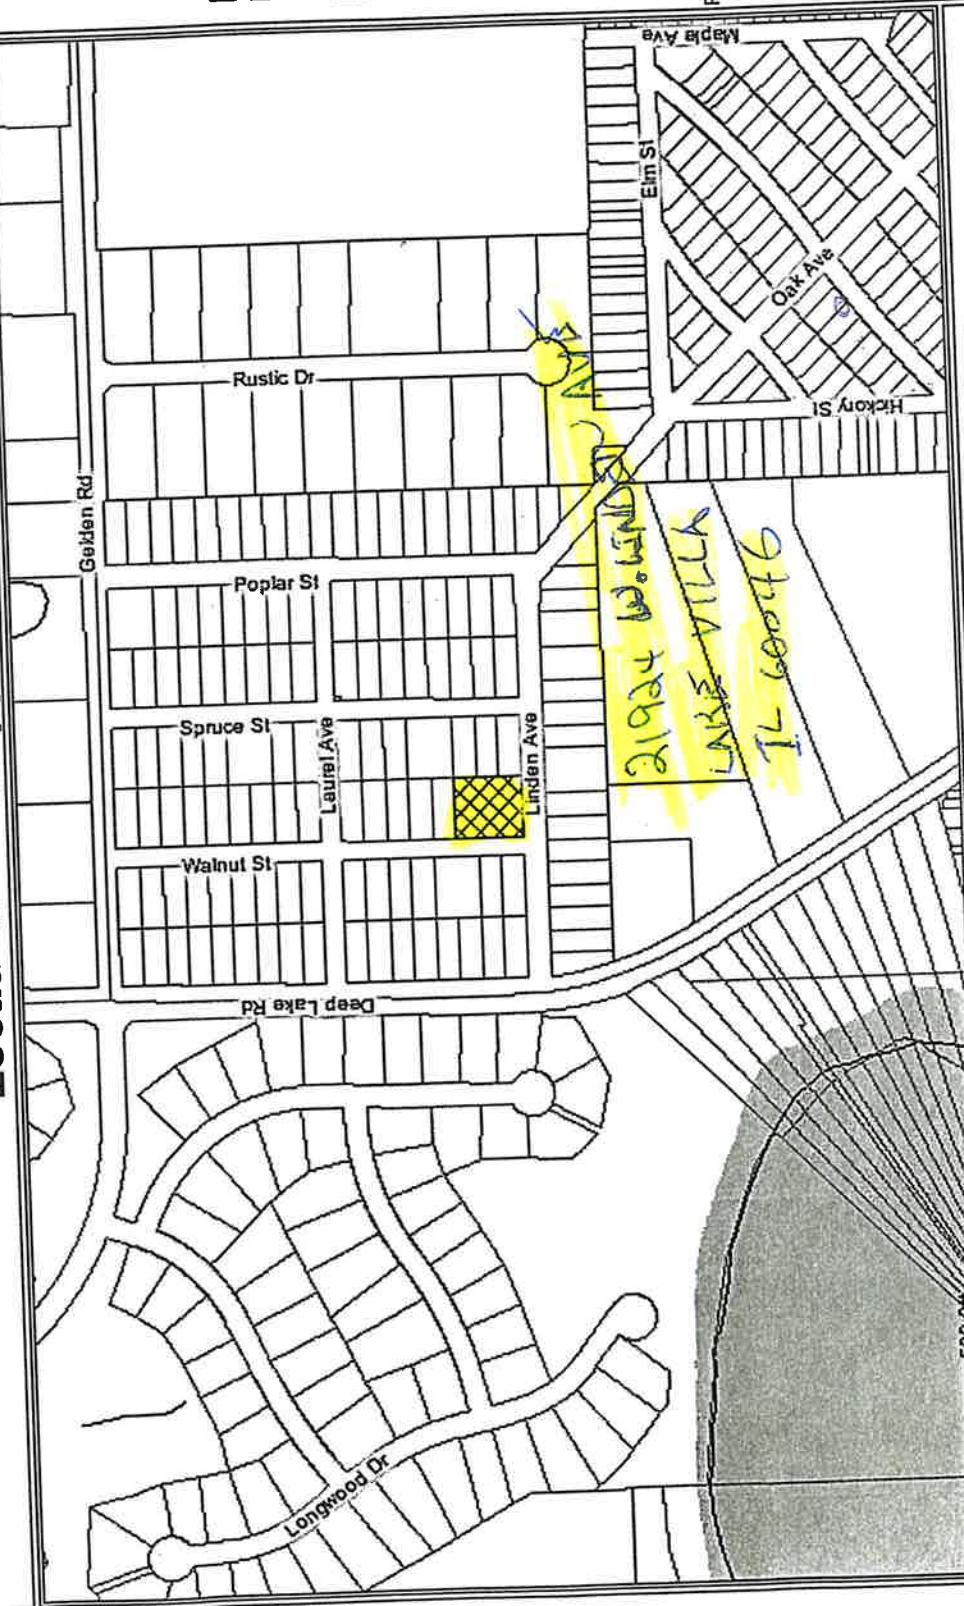 Maple Ave
Elm St
Oak Ave
Rustic Dr
Hickory St
Gelden Rd
Poplar St
Spruce St
Laurel Ave
Linden Ave
Walnut St
Deep Lake Rd
Longwood Dr
21924 W. LINDEN AVE
LAKE VILLA
IL 60046